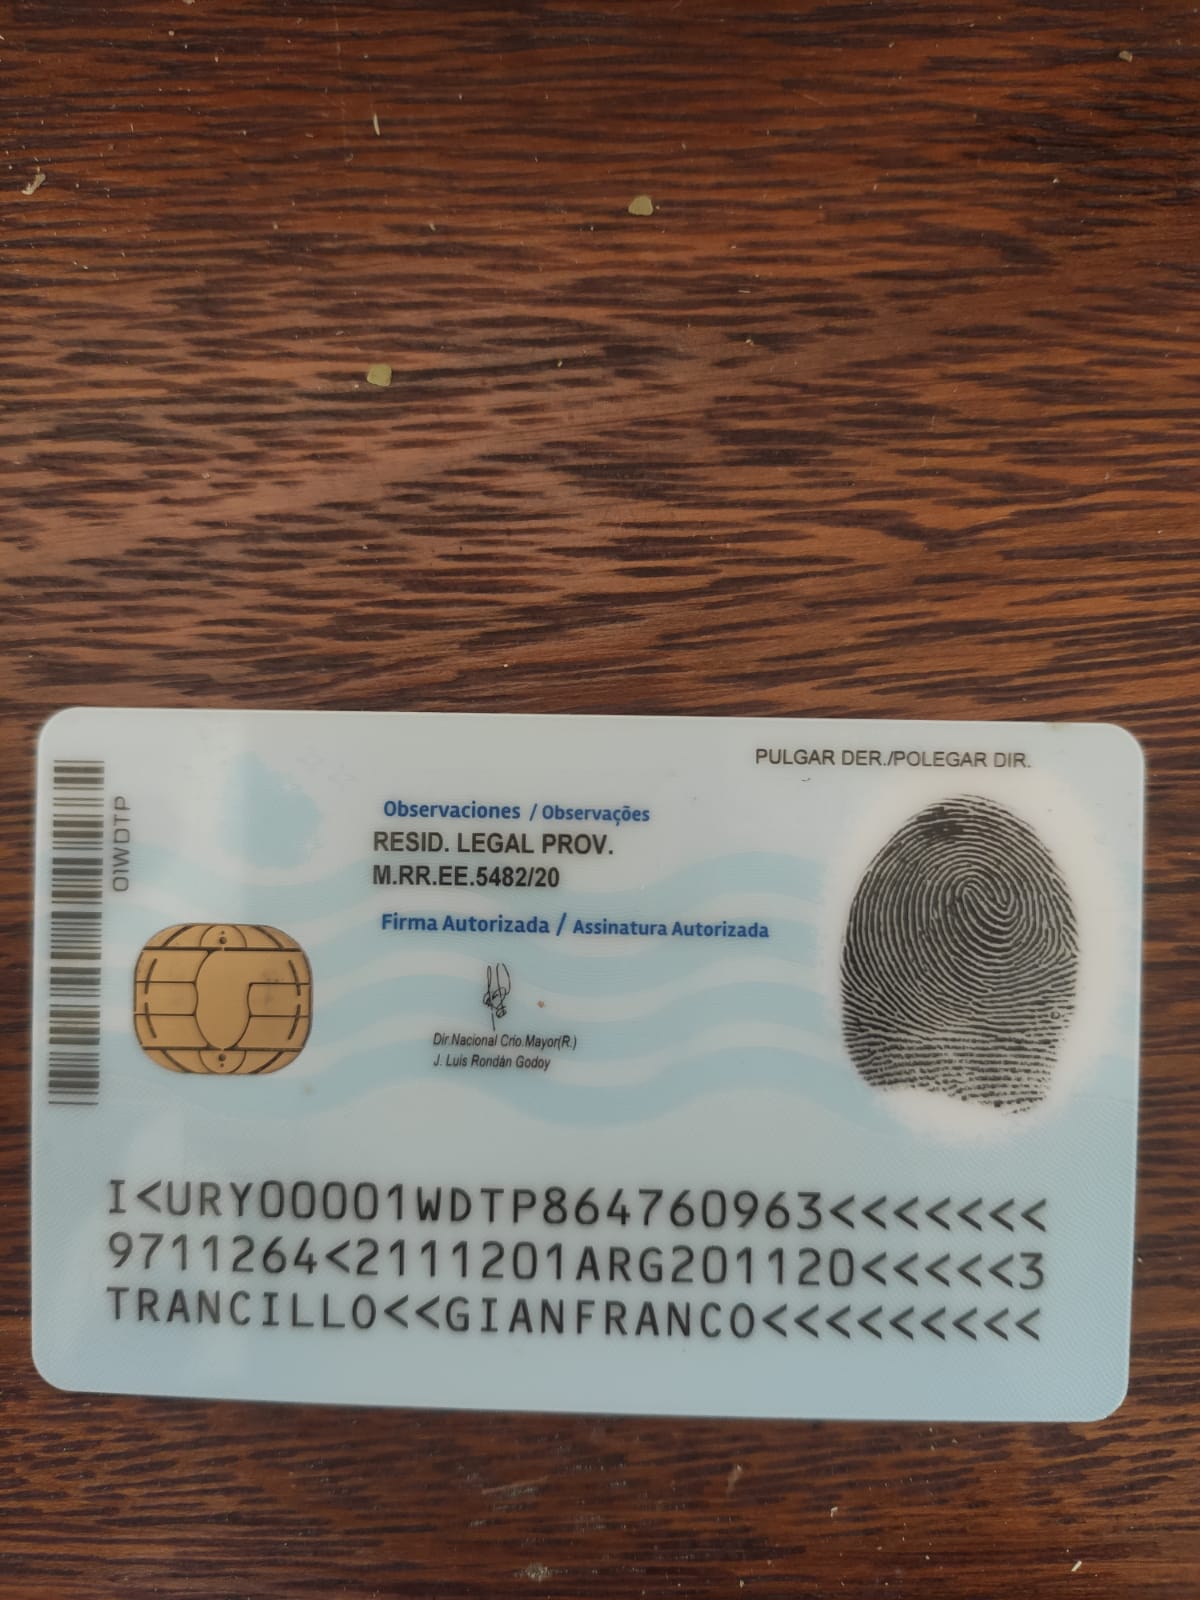 PULGAR DER./POLEGAR DIR.
01WDTP
Observaciones / Observações
RESID. LEGAL PROV.
M.RR.EE.5482/20
Firma Autorizada / Assinatura Autorizada
Dir.Nacional Crio.Mayor(R.)
J. Luis Rondán Godoy
I<URY00001WDTP864760963<<<<<<<
9711264<2111201ARG201120<<<<<3
TRANCILLO<<GIANFRANCO<<<<<<<<<